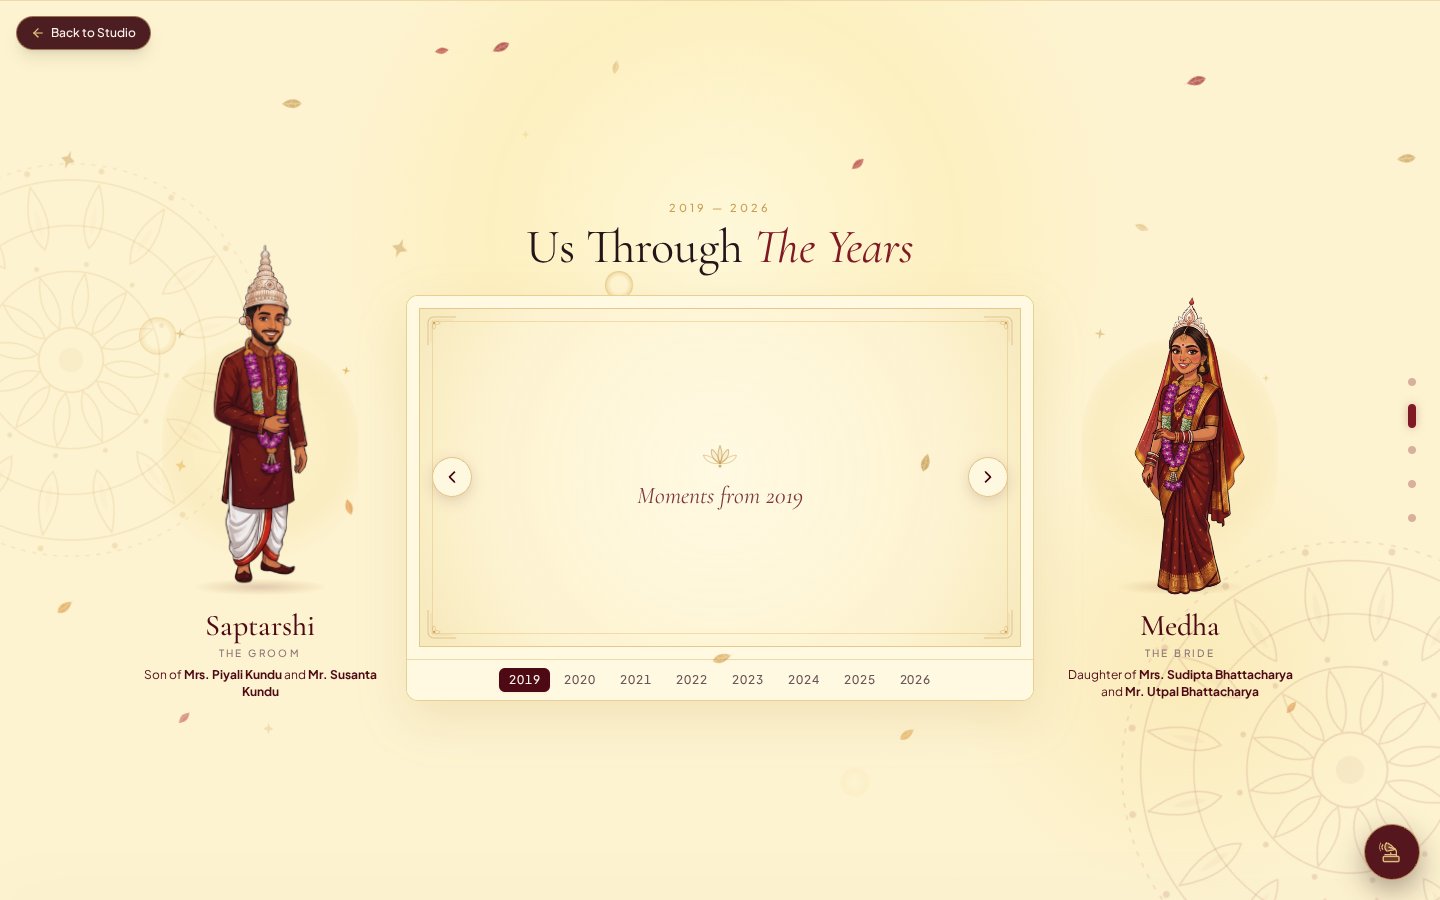 Back to Studio
2019 — 2026
Us Through The Years
Moments from 2019
Saptarshi
THE GROOM
Son of Mrs. Piyali Kundu and Mr. Susanta
Kundu
Medha
THE BRIDE
Daughter of Mrs. Sudipta Bhattacharya
and Mr. Utpal Bhattacharya
2019 2020 2021 2022 2023 2024 2025 2026